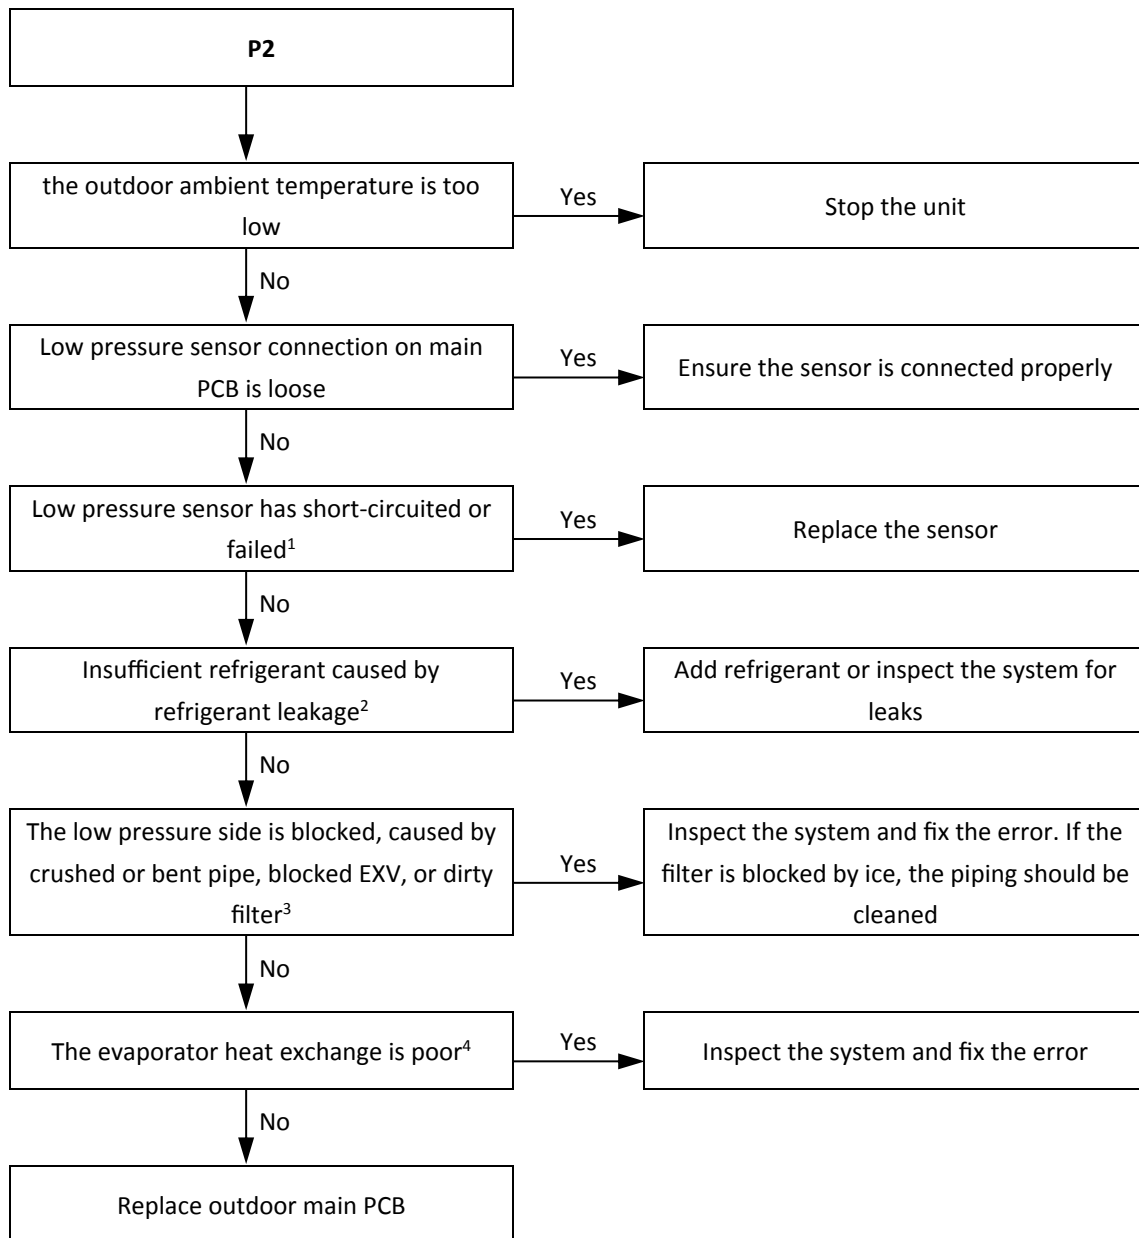 P2
the outdoor ambient temperature is too
low
Yes
Stop the unit
No
Low pressure sensor connection on main
PCB is loose
Yes
Ensure the sensor is connected properly
No
Low pressure sensor has short-circuited or
failed1
Yes
Replace the sensor
No
Insufficient refrigerant caused by
refrigerant leakage2
Yes
Add refrigerant or inspect the system for
leaks
No
The low pressure side is blocked, caused by
crushed or bent pipe, blocked EXV, or dirty
filter3
Yes
Inspect the system and fix the error. If the
filter is blocked by ice, the piping should be
cleaned
No
The evaporator heat exchange is poor4
Yes
Inspect the system and fix the error
No
Replace outdoor main PCB